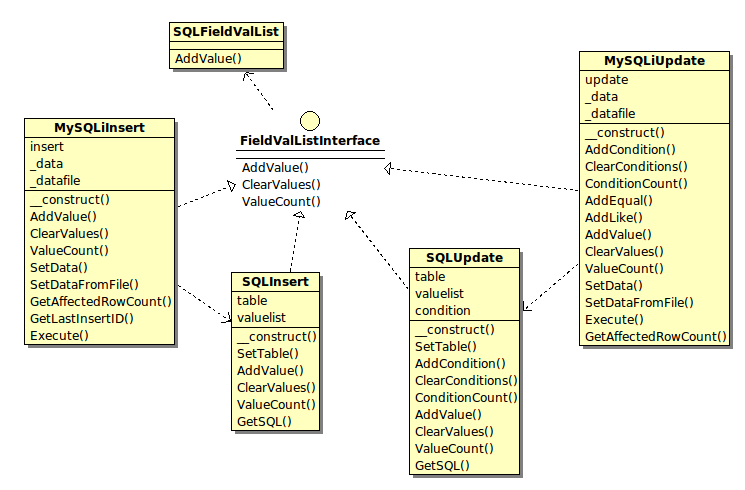 SQLFieldValList
AddValue()
MySQLiUpdate
update
_data
_datafile
__construct()
AddCondition()
ClearConditions()
ConditionCount()
AddEqual()
AddLike()
AddValue()
ClearValues()
ValueCount()
SetData()
SetDataFromFile()
Execute()
GetAffectedRowCount()
MySQLiInsert
insert
_data
_datafile
__construct()
AddValue()
ClearValues()
ValueCount()
SetData()
SetDataFromFile()
GetAffectedRowCount()
GetLastInsertID()
Execute()
FieldValListInterface
AddValue()
ClearValues()
ValueCount()
SQLInsert
table
valuelist
__construct()
SetTable()
AddValue()
ClearValues()
ValueCount()
GetSQL()
SQLUpdate
table
valuelist
condition
__construct()
SetTable()
AddCondition()
ClearConditions()
ConditionCount()
AddValue()
ClearValues()
ValueCount()
GetSQL()